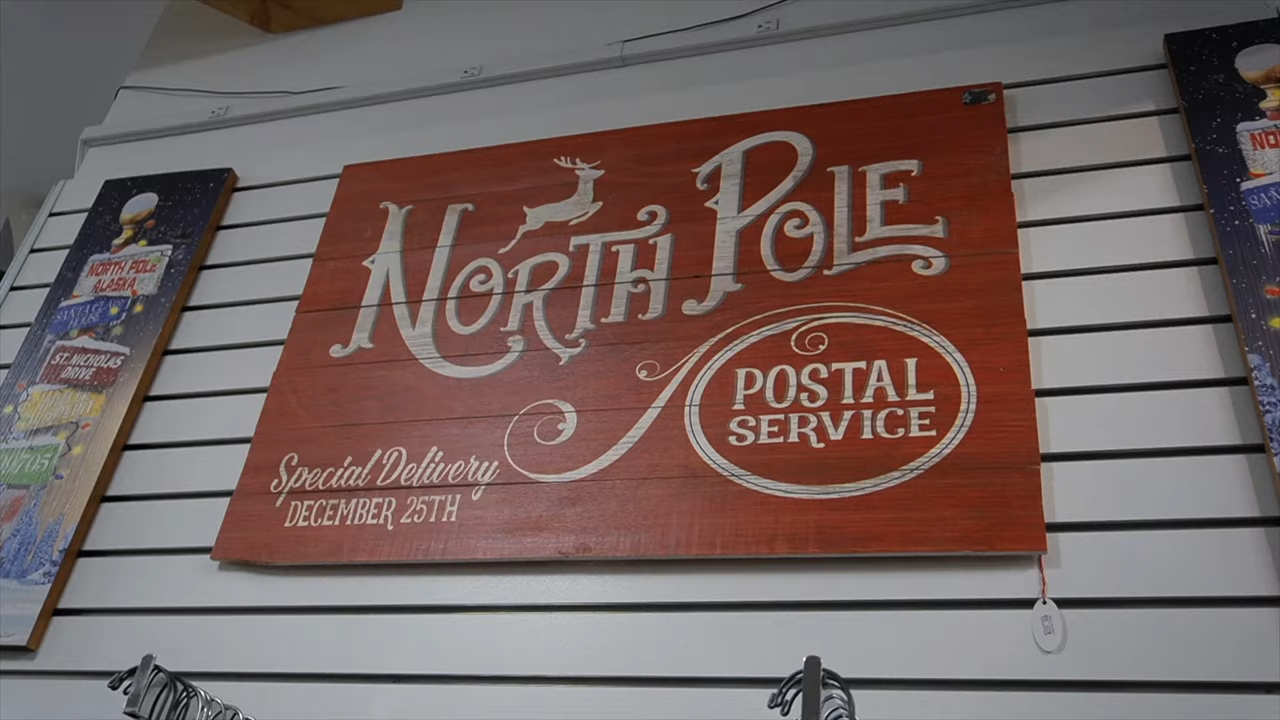 NORTH POLE
POSTAL
SERVICE
Special Delivery
DECEMBER 25TH
NORTH POLE
ALASKA
ST. NICHOLAS
DRIVE